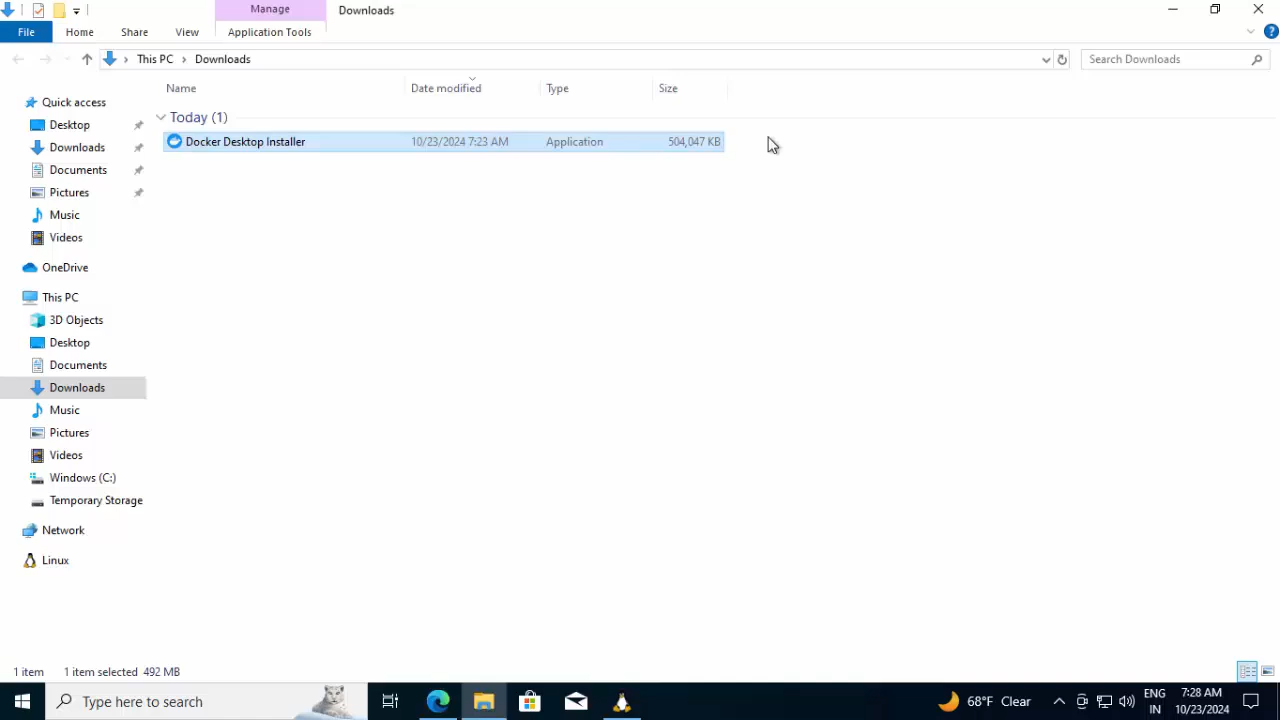 Manage
Downloads
File
Home
Share
View
Application Tools
This PC
Downloads
Search Downloads
Name
Date modified
Type
Size
Quick access
Today (1)
Desktop
Docker Desktop Installer
10/23/2024 7:23 AM
Application
504,047 KB
Downloads
Documents
Pictures
Music
Videos
OneDrive
This PC
3D Objects
Desktop
Documents
Downloads
Music
Pictures
Videos
Windows (C:)
Temporary Storage
Network
Linux
1 item
1 item selected 492 MB
Type here to search
68°F Clear
ENG
IN
7:28 AM
10/23/2024